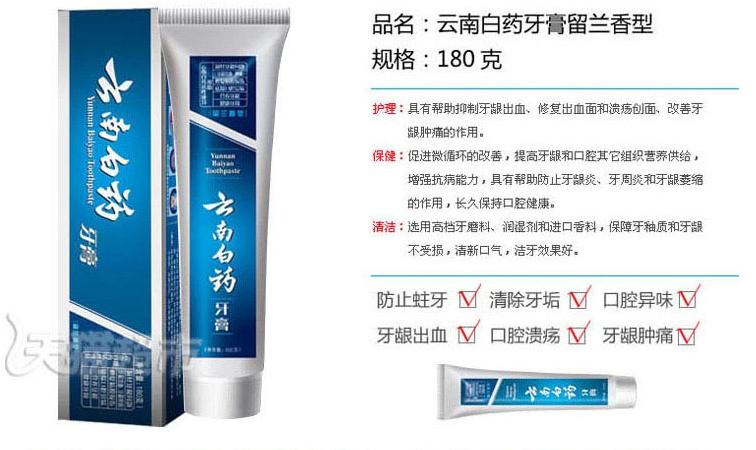 云南白药
Yunnan
Baiyao Toothpaste
牙膏
180克
Yunnan
Baiyao
Toothpaste
云南白药
牙膏
品名：云南白药牙膏留兰香型
规格：180 克
护理：具有帮助抑制牙龈出血、修复出血面和溃疡创面、改善牙
龈肿痛的作用。
保健：促进微循环的改善，提高牙龈和口腔其它组织营养供给，
增强抗病能力，具有帮助防止牙龈炎、牙周炎和牙龈萎缩
的作用，长久保持口腔健康。
清洁：选用高档牙磨料、润湿剂和进口香料，保障牙釉质和牙龈
不受损，清新口气，洁牙效果好。
防止蛀牙 清除牙垢 口腔异味
牙龈出血 口腔溃疡 牙龈肿痛
云南白药 牙膏